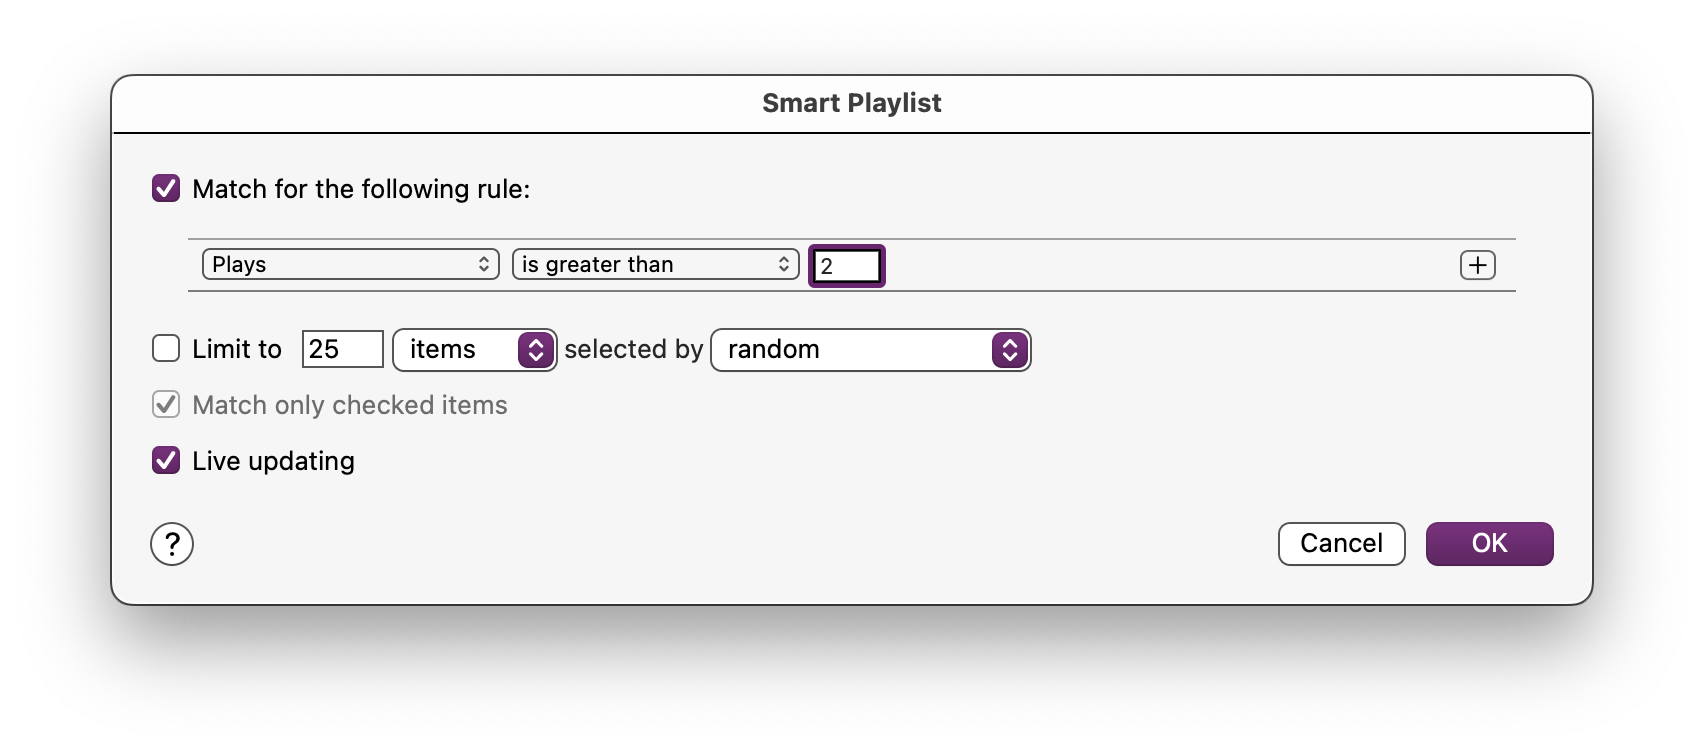 Smart Playlist
Match for the following rule:
Plays is greater than 2 +
Limit to 25 items selected by random
Match only checked items
Live updating
? Cancel OK